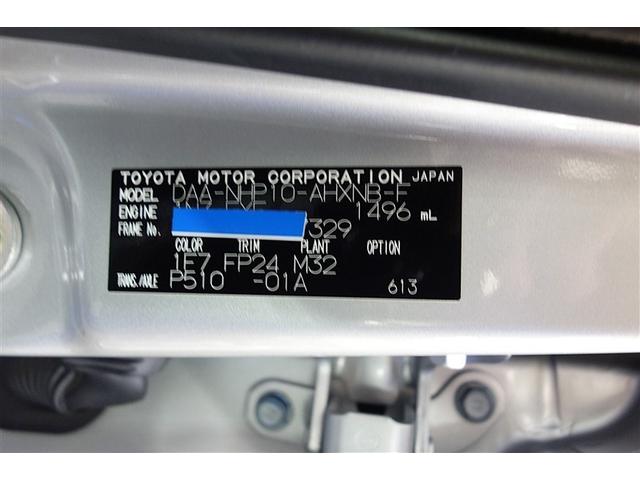 TOYOTA MOTOR CORPORATION JAPAN
MODEL DAA-NHP10-AHXNB-F
ENGINE 1496 mL
FRAME No. 329
COLOR TRIM PLANT OPTION
1E7 FP24 M32
TRANS./AXLE P510 -01A 613